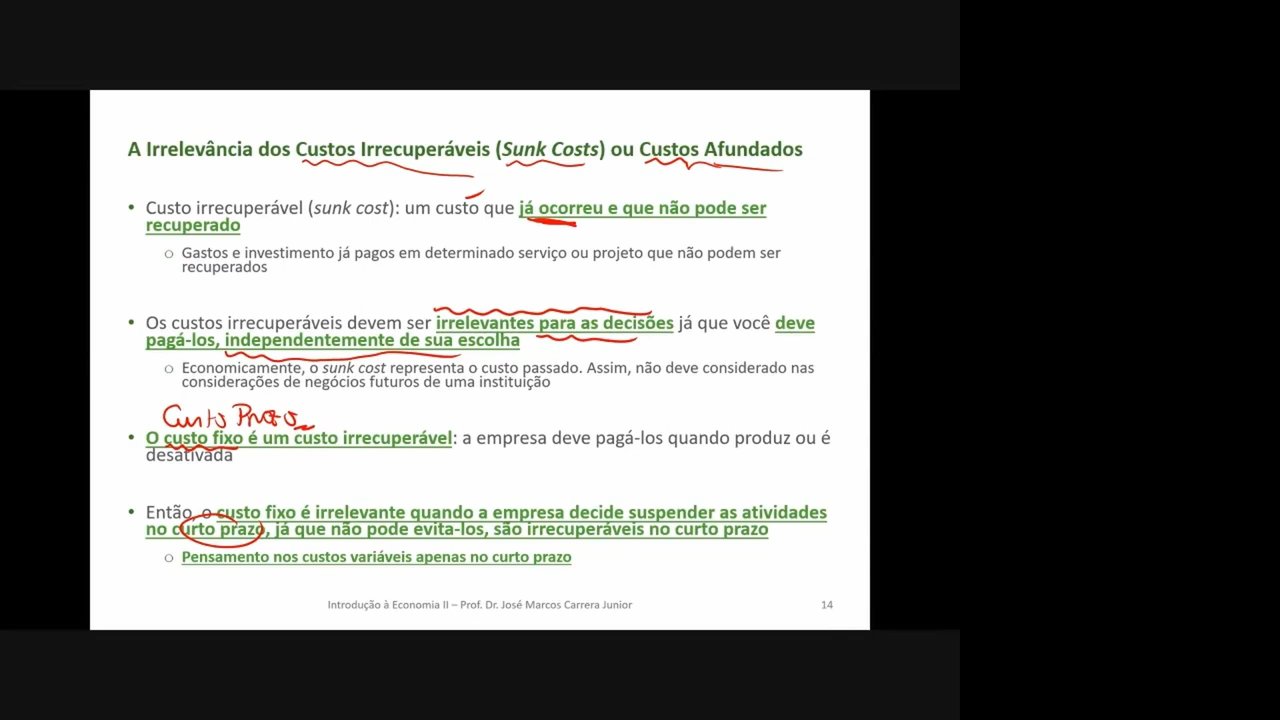 A Irrelevância dos Custos Irrecuperáveis (Sunk Costs) ou Custos Afundados
• Custo irrecuperável (sunk cost): um custo que já ocorreu e que não pode ser
recuperado
○ Gastos e investimento já pagos em determinado serviço ou projeto que não podem ser
recuperados
• Os custos irrecuperáveis devem ser irrelevantes para as decisões já que você deve
pagá-los, independentemente de sua escolha
○ Economicamente, o sunk cost representa o custo passado. Assim, não deve considerado nas
considerações de negócios futuros de uma instituição
Custo Prazo
• O custo fixo é um custo irrecuperável: a empresa deve pagá-los quando produz ou é
desativada
• Então, o custo fixo é irrelevante quando a empresa decide suspender as atividades
no curto prazo, já que não pode evita-los, são irrecuperáveis no curto prazo
○ Pensamento nos custos variáveis apenas no curto prazo
Introdução à Economia II – Prof. Dr. José Marcos Carrera Junior
14